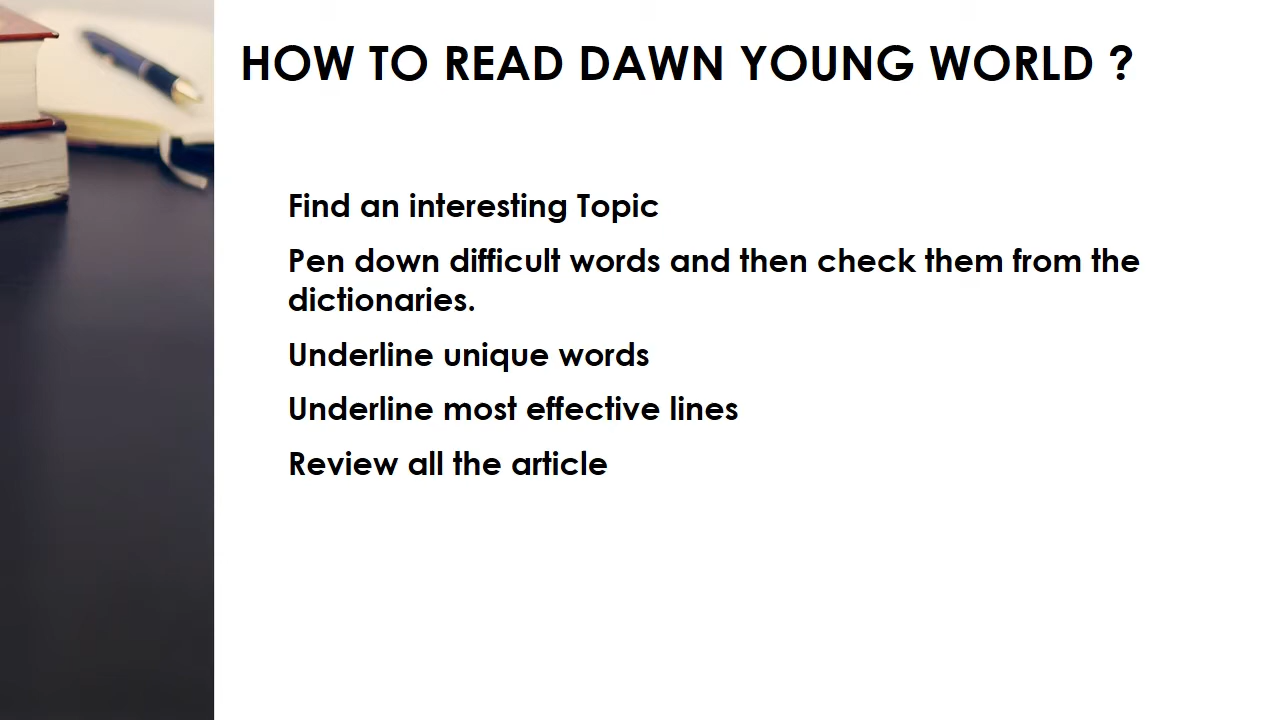 HOW TO READ DAWN YOUNG WORLD ?
Find an interesting Topic
Pen down difficult words and then check them from the
dictionaries.
Underline unique words
Underline most effective lines
Review all the article